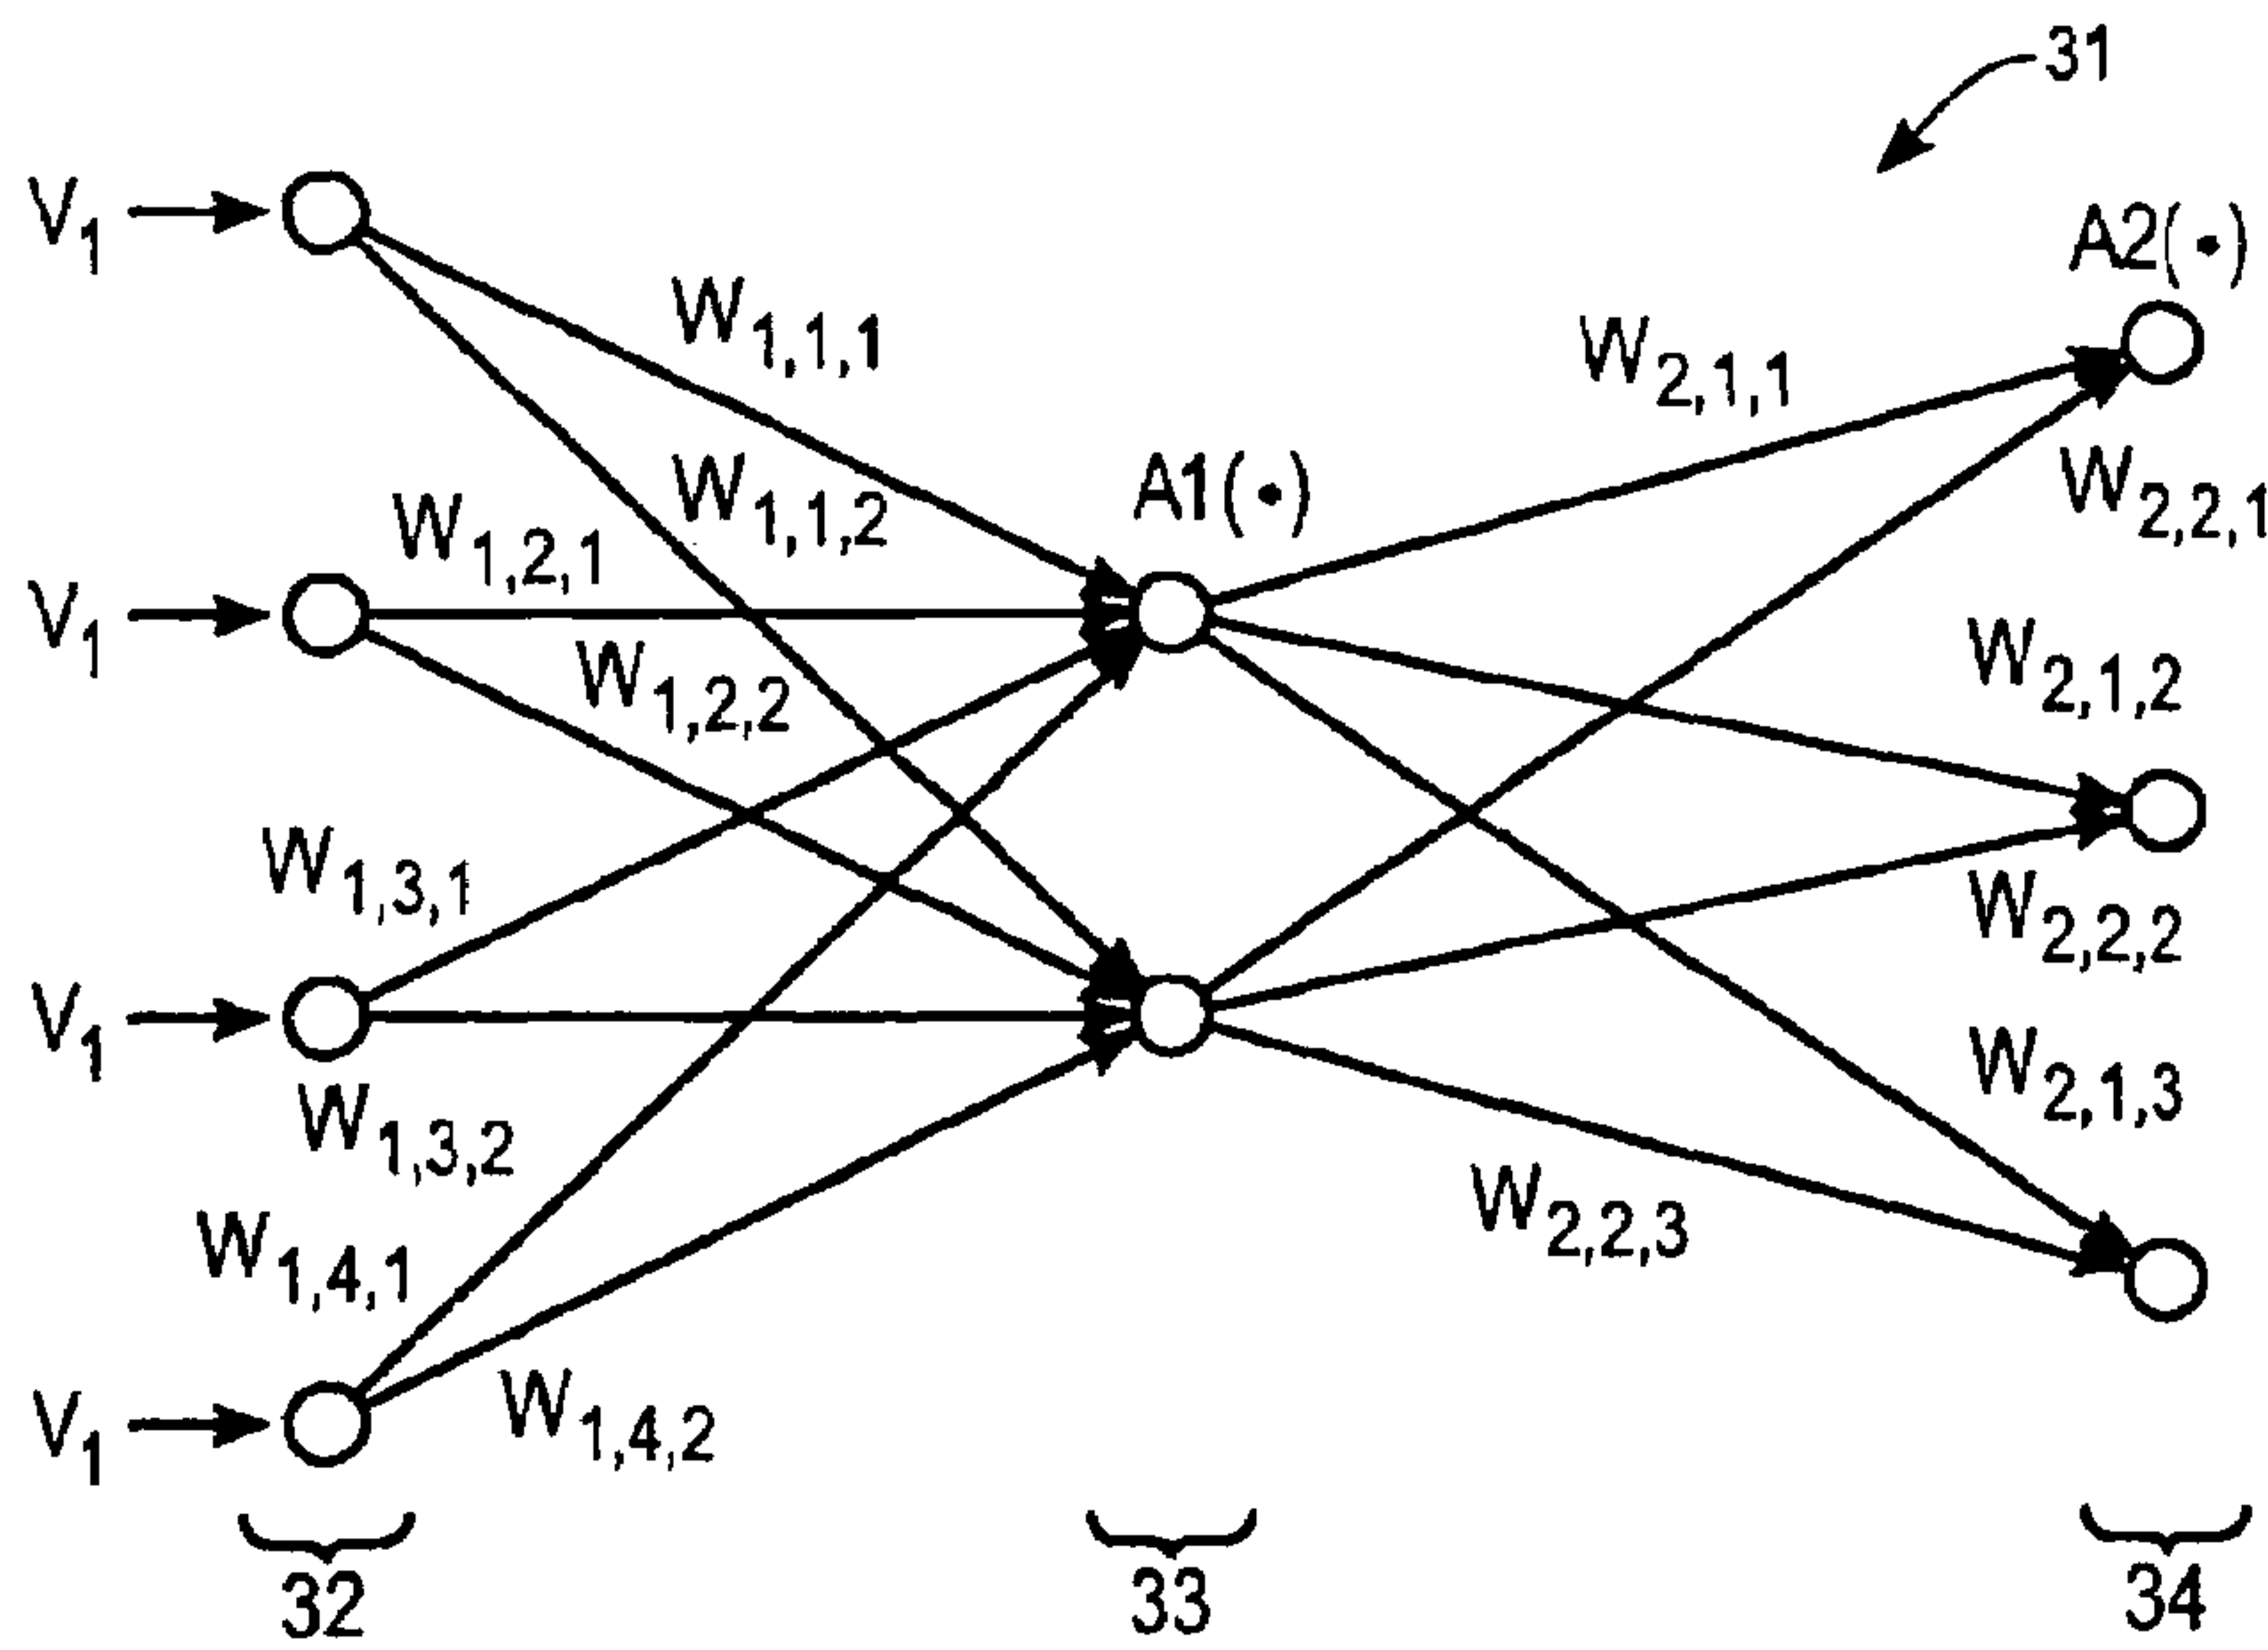 31
V1
A2(•)
W1,1,1
W2,1,1
W1,1,2
A1(•)
W2,2,1
W1,2,1
V1
W1,2,2
W2,1,2
W1,3,1
W2,2,2
V1
W2,1,3
W1,3,2
W2,2,3
W1,4,1
V1
W1,4,2
32
33
34